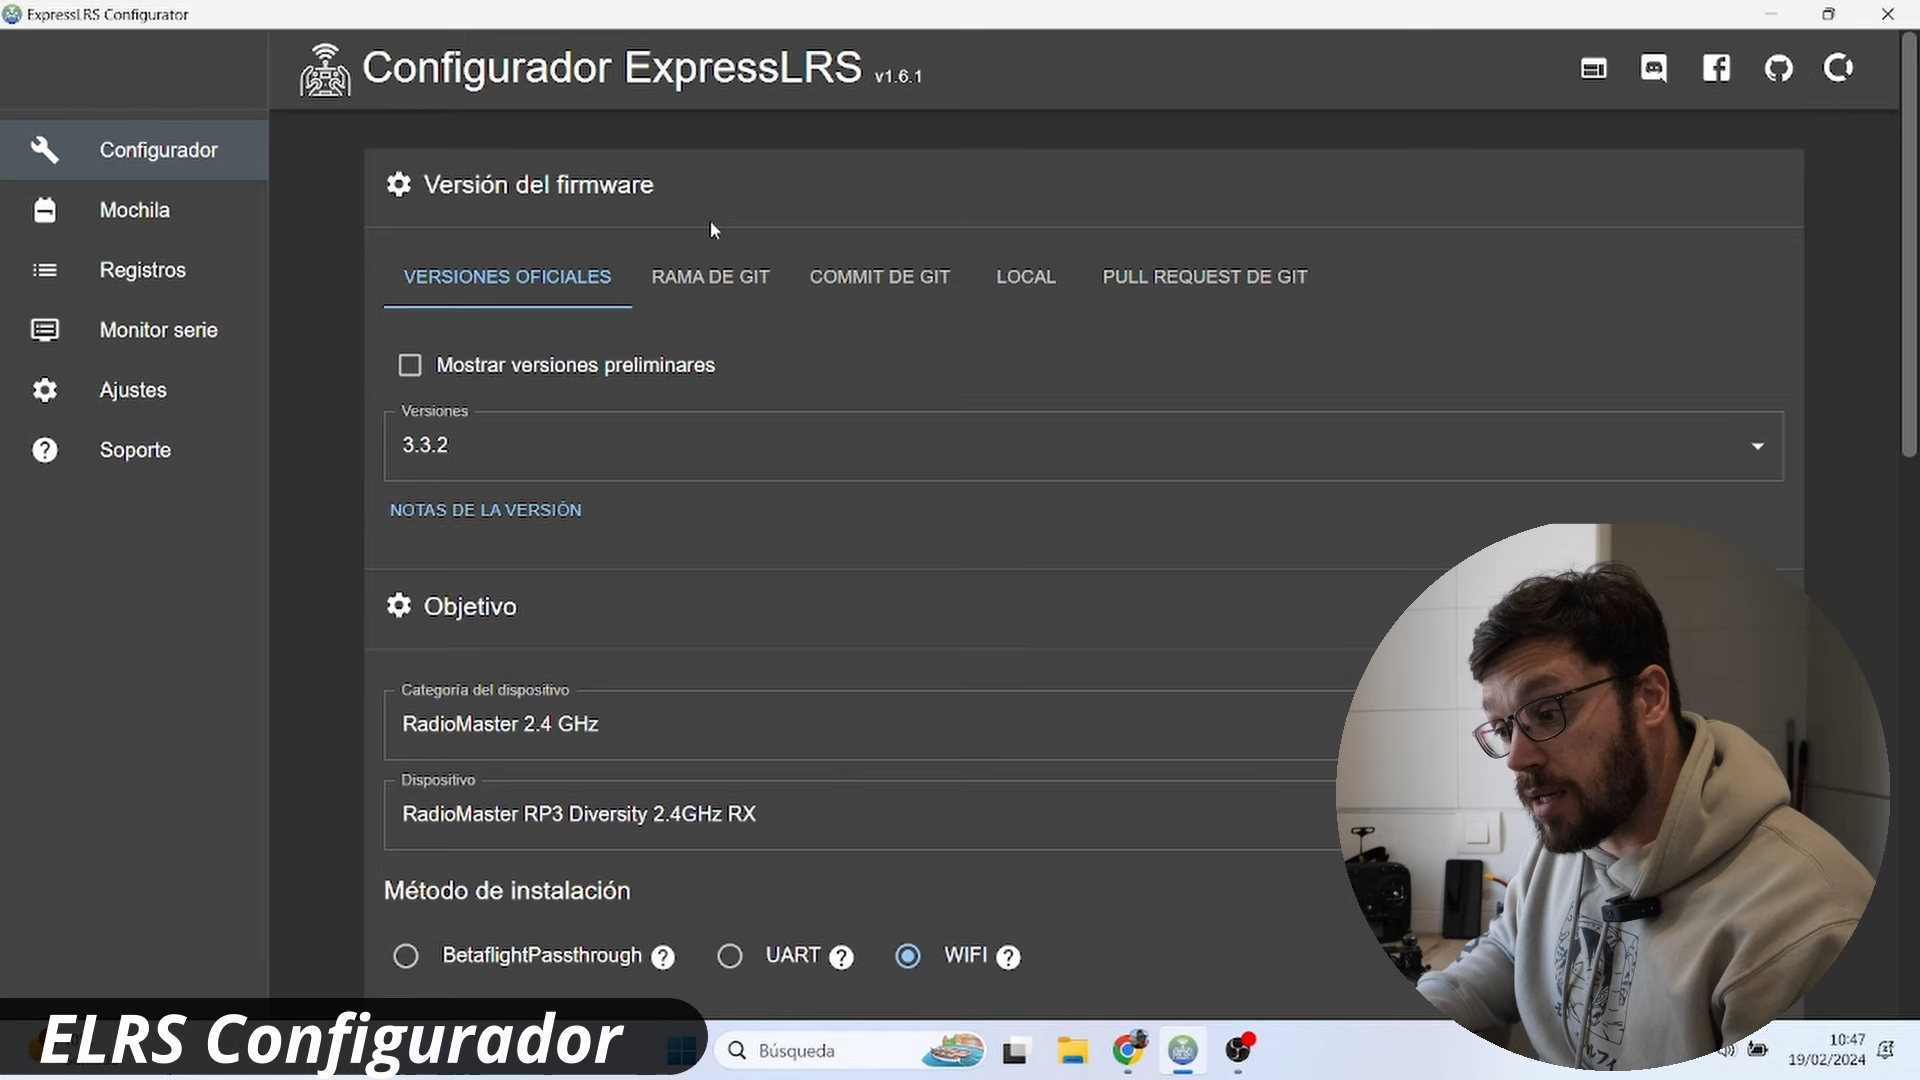 ExpressLRS Configurator
Configurador ExpressLRS v1.6.1
Configurador
Mochila
Registros
Monitor serie
Ajustes
Soporte
Versión del firmware
VERSIONES OFICIALES RAMA DE GIT COMMIT DE GIT LOCAL PULL REQUEST DE GIT
Mostrar versiones preliminares
Versiones
3.3.2
NOTAS DE LA VERSIÓN
Objetivo
Categoría del dispositivo
RadioMaster 2.4 GHz
Dispositivo
RadioMaster RP3 Diversity 2.4GHz RX
Método de instalación
BetaflightPassthrough ? UART ? WIFI ?
ELRS Configurador
Búsqueda
10:47
19/02/2024